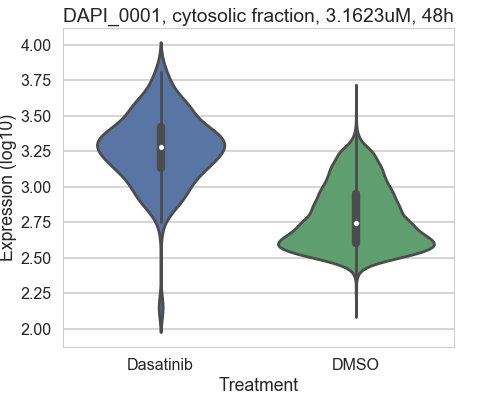 DAPI_0001, cytosolic fraction, 3.1623uM, 48h
Expression (log10)
4.00
3.75
3.50
3.25
3.00
2.75
2.50
2.25
2.00
Dasatinib DMSO
Treatment